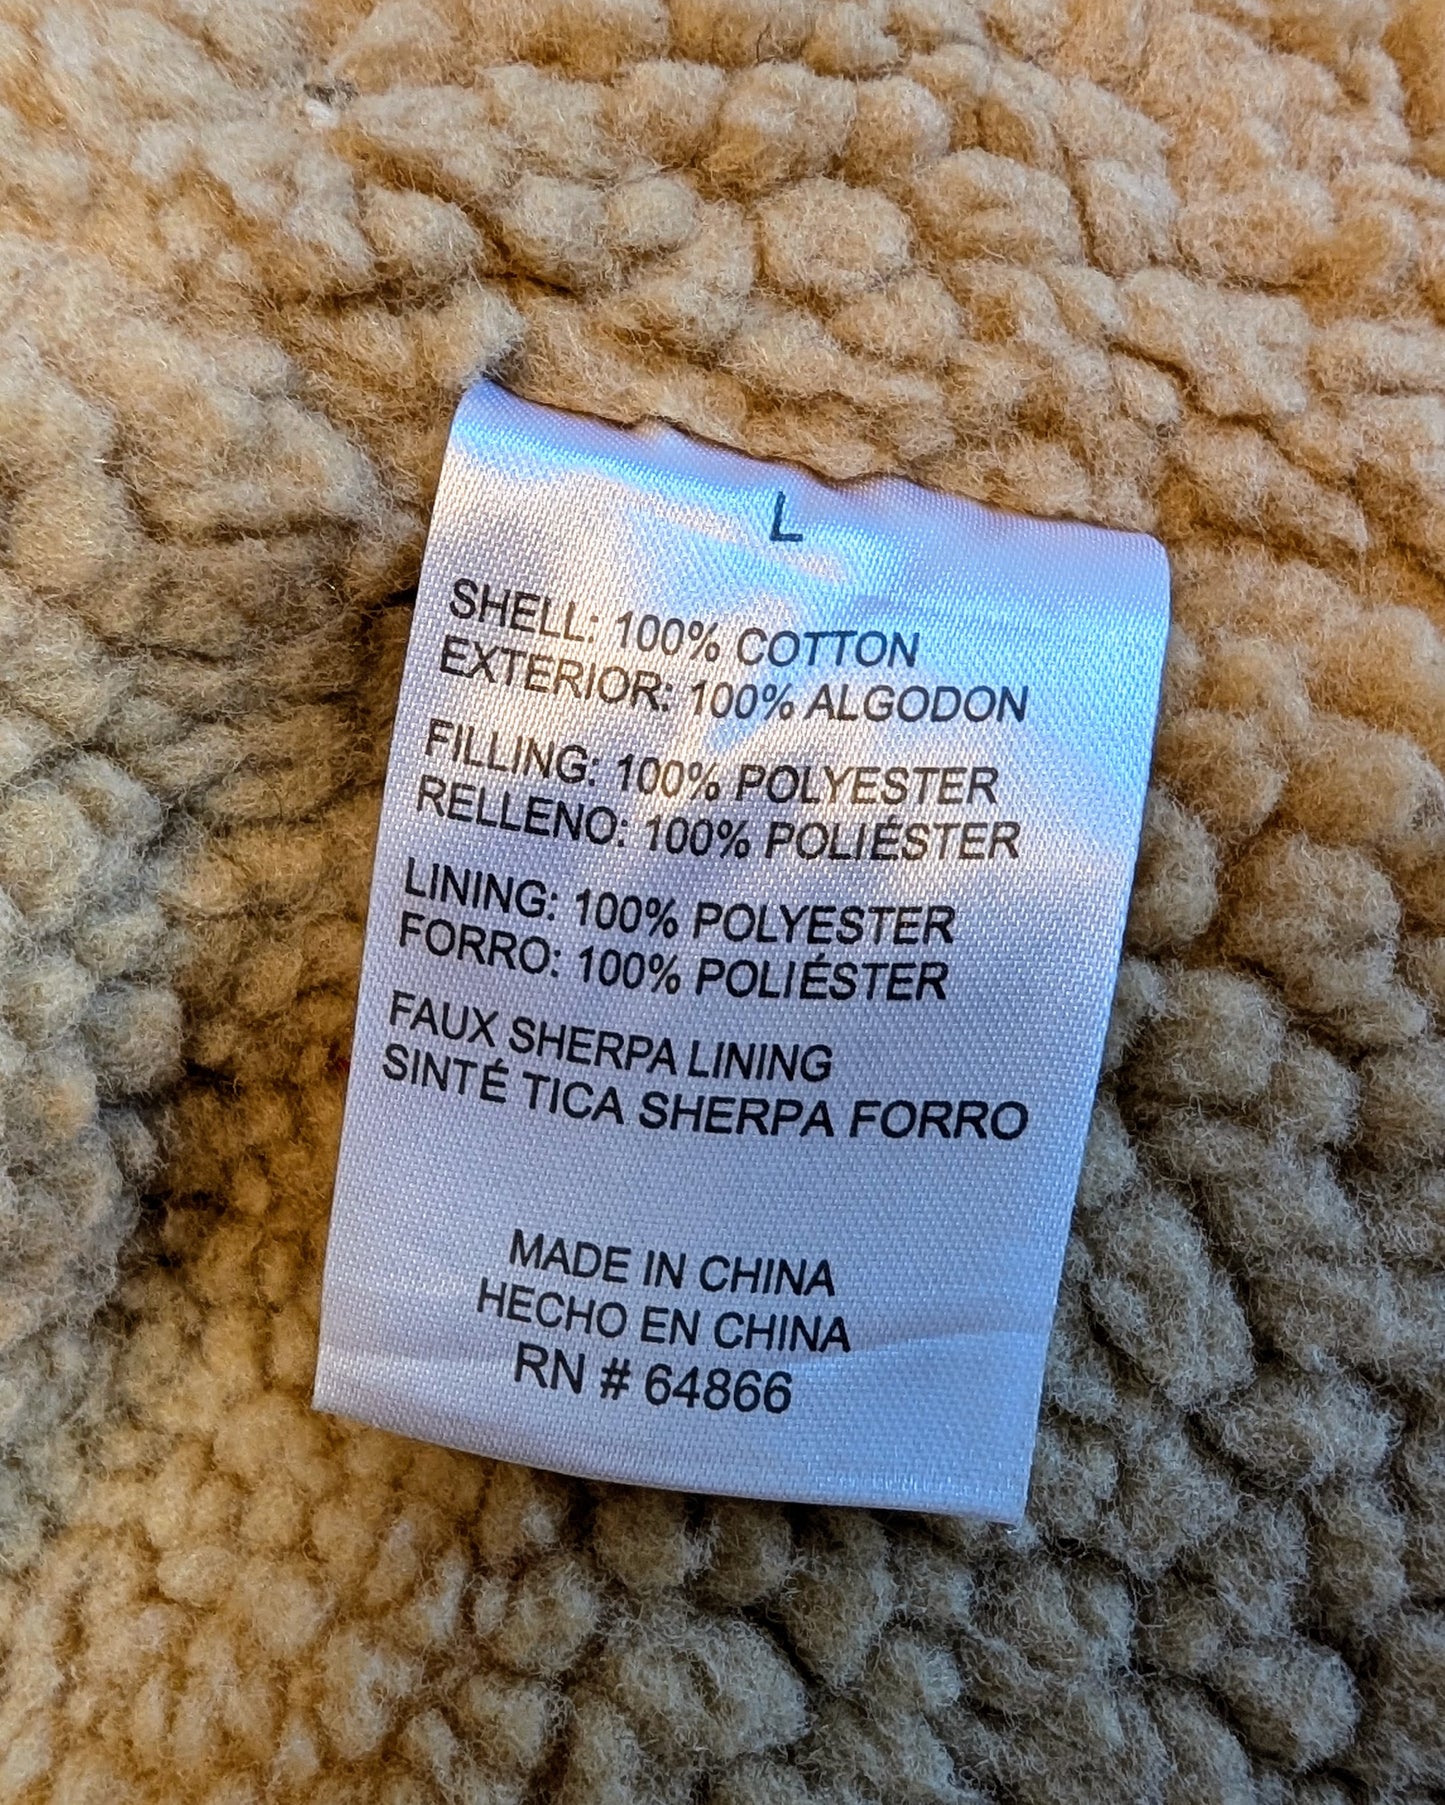 L
SHELL: 100% COTTON
EXTERIOR: 100% ALGODON
FILLING: 100% POLYESTER
RELLENO: 100% POLIÉSTER
LINING: 100% POLYESTER
FORRO: 100% POLIÉSTER
FAUX SHERPA LINING
SINTÉ TICA SHERPA FORRO
MADE IN CHINA
HECHO EN CHINA
RN # 64866